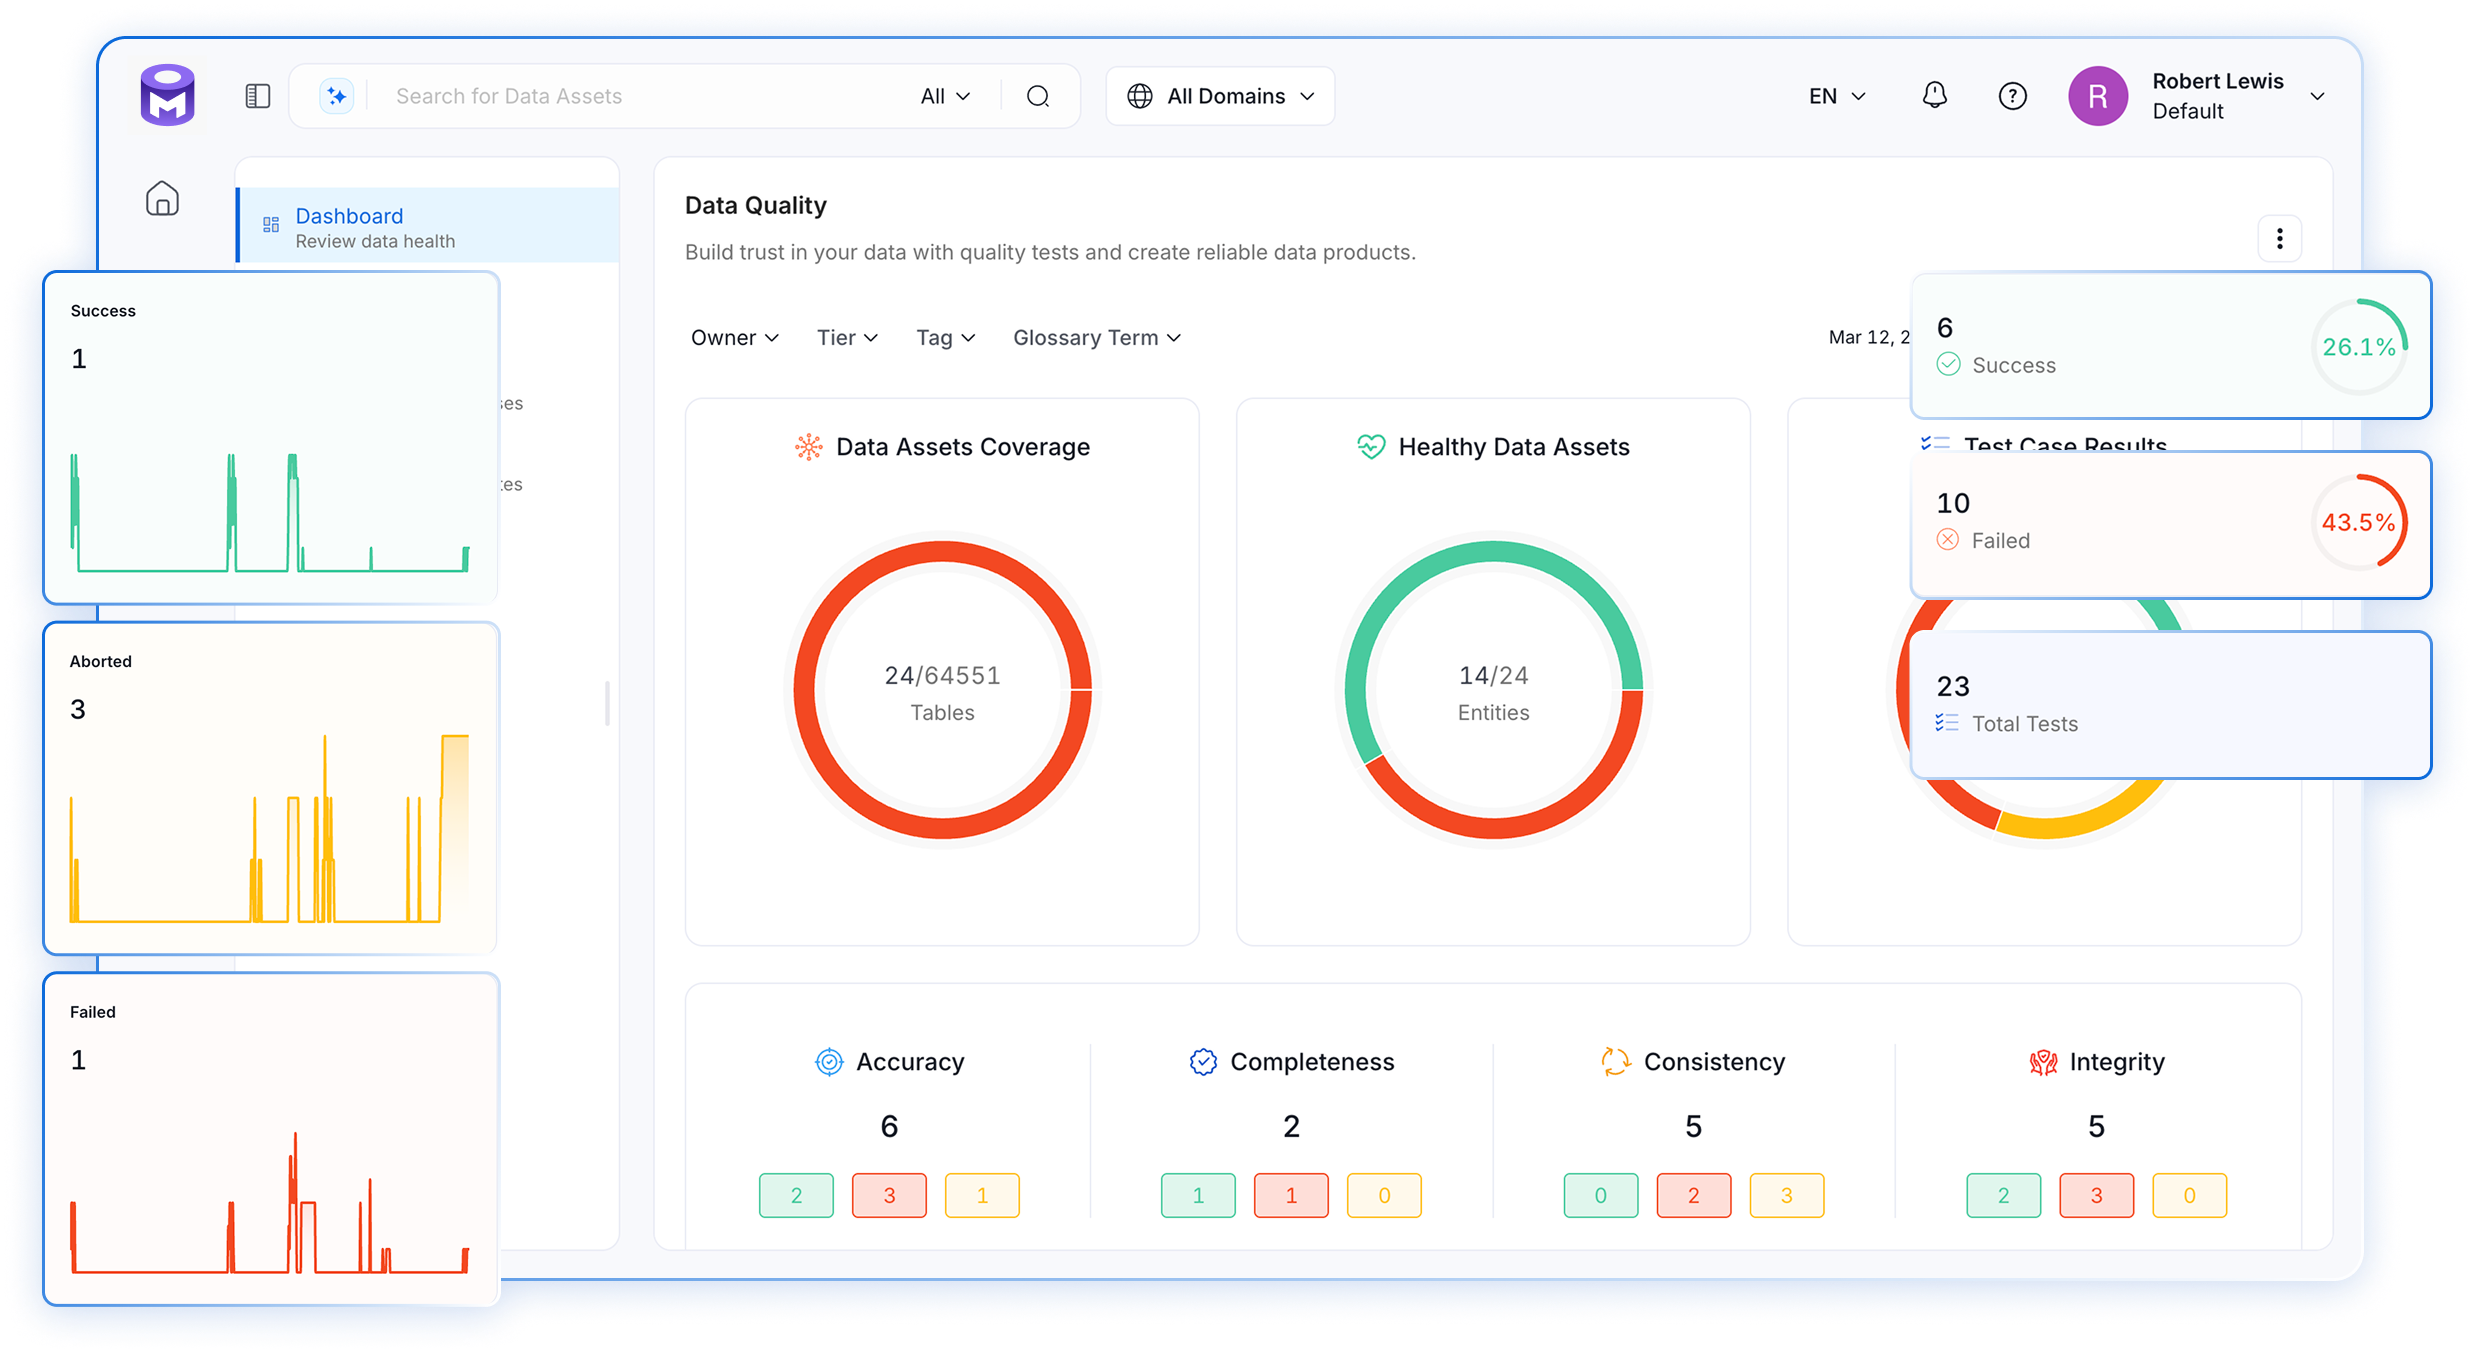 Search for Data Assets
All
All Domains
EN
R
Robert Lewis
Default
Dashboard
Review data health
Data Quality
Build trust in your data with quality tests and create reliable data products.
Owner
Tier
Tag
Glossary Term
Mar 12, 2
Success
1
Aborted
3
Failed
1
Data Assets Coverage
24/64551
Tables
Healthy Data Assets
14/24
Entities
Test Case Results
6
Success
26.1%
10
Failed
43.5%
23
Total Tests
Accuracy
6
2 3 1
Completeness
2
1 1 0
Consistency
5
0 2 3
Integrity
5
2 3 0